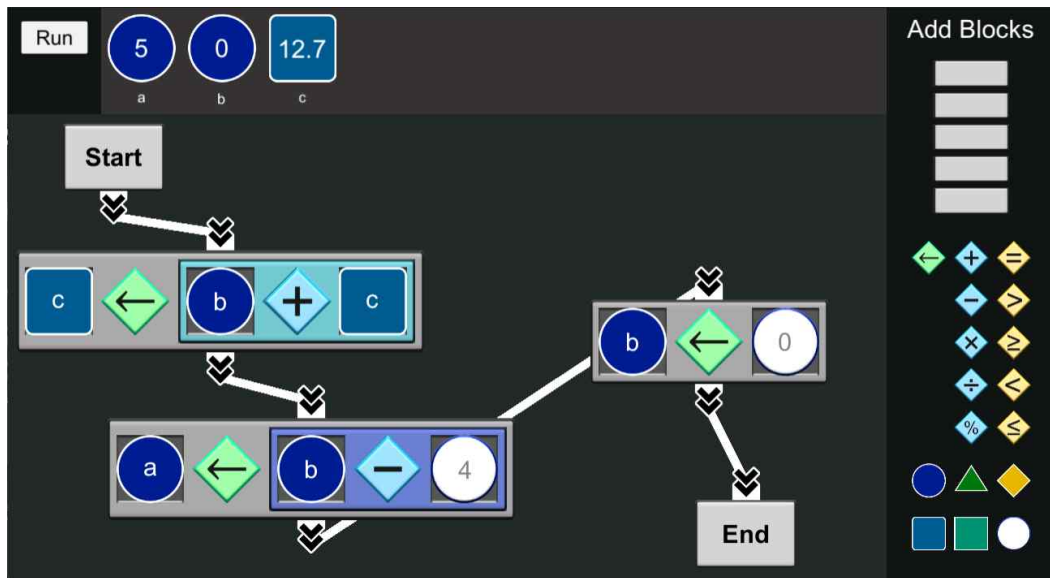 Run
5 0 12.7
a b c
Add Blocks
Start
c ← b + c
b ← 0
a ← b − 4
End
← + =
− >
× ≥
÷ <
% ≤